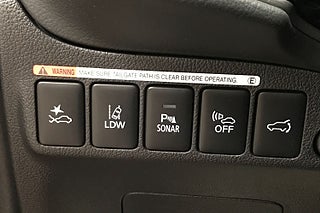 WARNING MAKE SURE TAILGATE PATH IS CLEAR BEFORE OPERATING. E
LDW
P SONAR
OFF